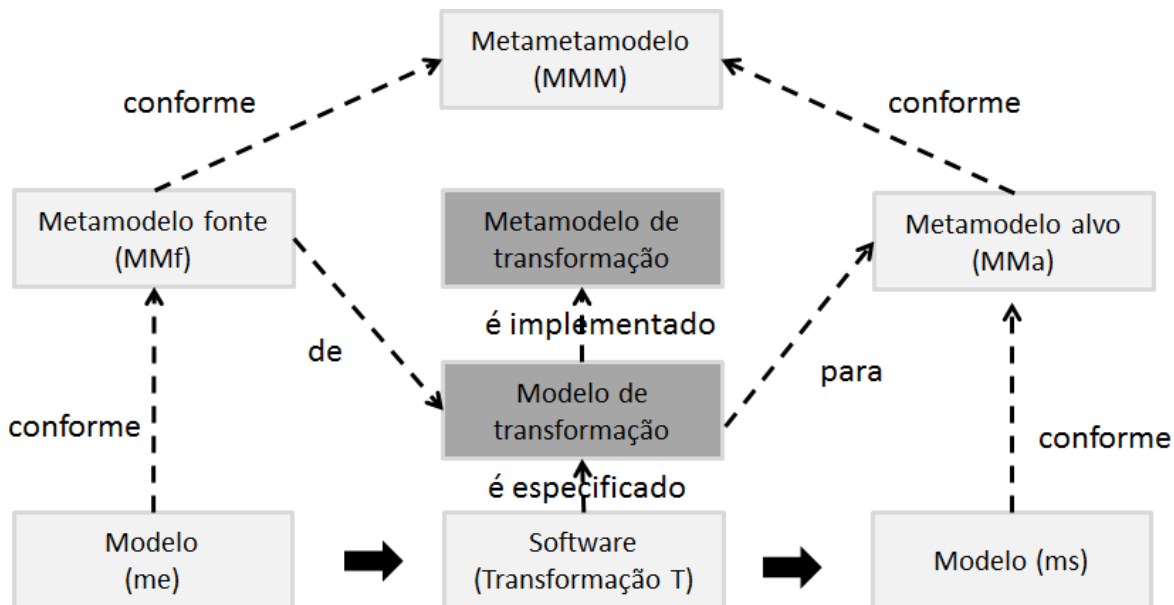 Metametamodelo
(MMM)
conforme
conforme
Metamodelo fonte
(MMf)
Metamodelo de
transformação
Metamodelo alvo
(MMa)
é implementado
de
para
Modelo de
transformação
conforme
conforme
é especificado
Modelo
(me)
Software
(Transformação T)
Modelo (ms)